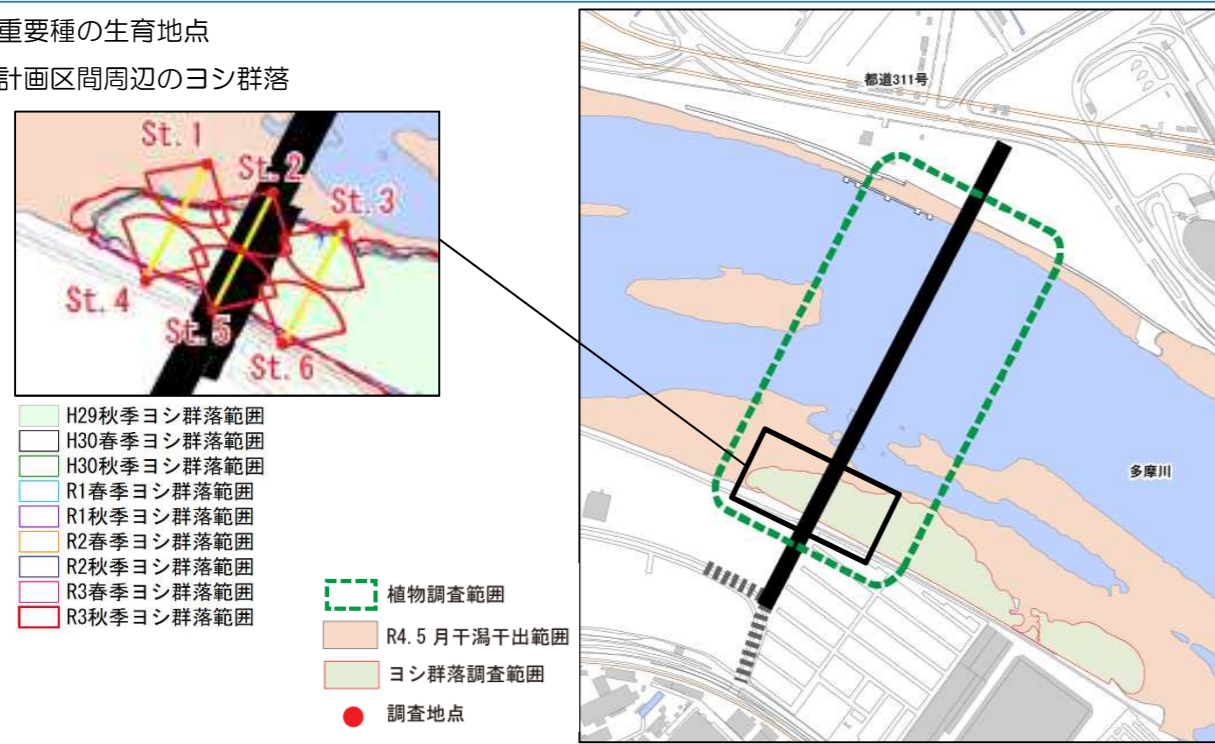 重要種の生育地点
計画区間周辺のヨシ群落
St. 1
St. 2
St. 3
St. 4
St. 5
St. 6
H29秋季ヨシ群落範囲
H30春季ヨシ群落範囲
H30秋季ヨシ群落範囲
R1春季ヨシ群落範囲
R1秋季ヨシ群落範囲
R2春季ヨシ群落範囲
R2秋季ヨシ群落範囲
R3春季ヨシ群落範囲
R3秋季ヨシ群落範囲
植物調査範囲
R4.5月干潟干出範囲
ヨシ群落調査範囲
調査地点
都道311号
多摩川